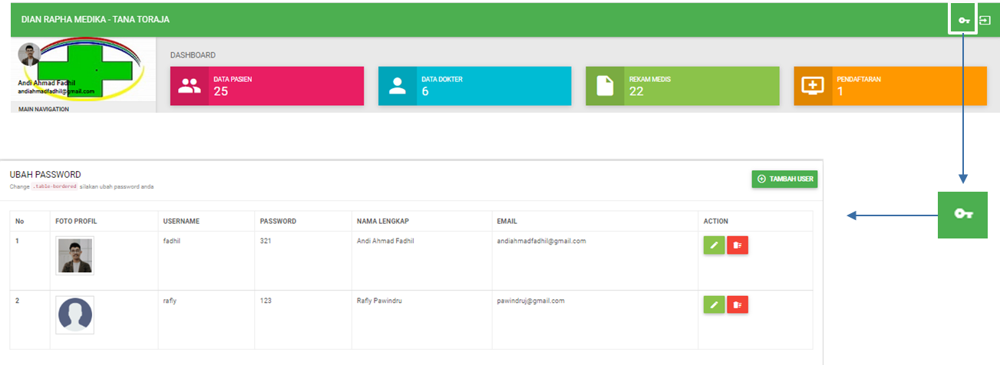 DIAN RAPHA MEDIKA - TANA TORAJA
Andi Ahmad Fadhil
andiahmadfadhil@gmail.com
MAIN NAVIGATION
DASHBOARD
DATA PASIEN
25
DATA DOKTER
6
REKAM MEDIS
22
PENDAFTARAN
1
UBAH PASSWORD
Change .table-bordered silakan ubah password anda
TAMBAH USER
No FOTO PROFIL USERNAME PASSWORD NAMA LENGKAP EMAIL ACTION
1 fadhil 321 Andi Ahmad Fadhil andiahmadfadhil@gmail.com
2 rafly 123 Rafly Pawindru pawindruj@gmail.com